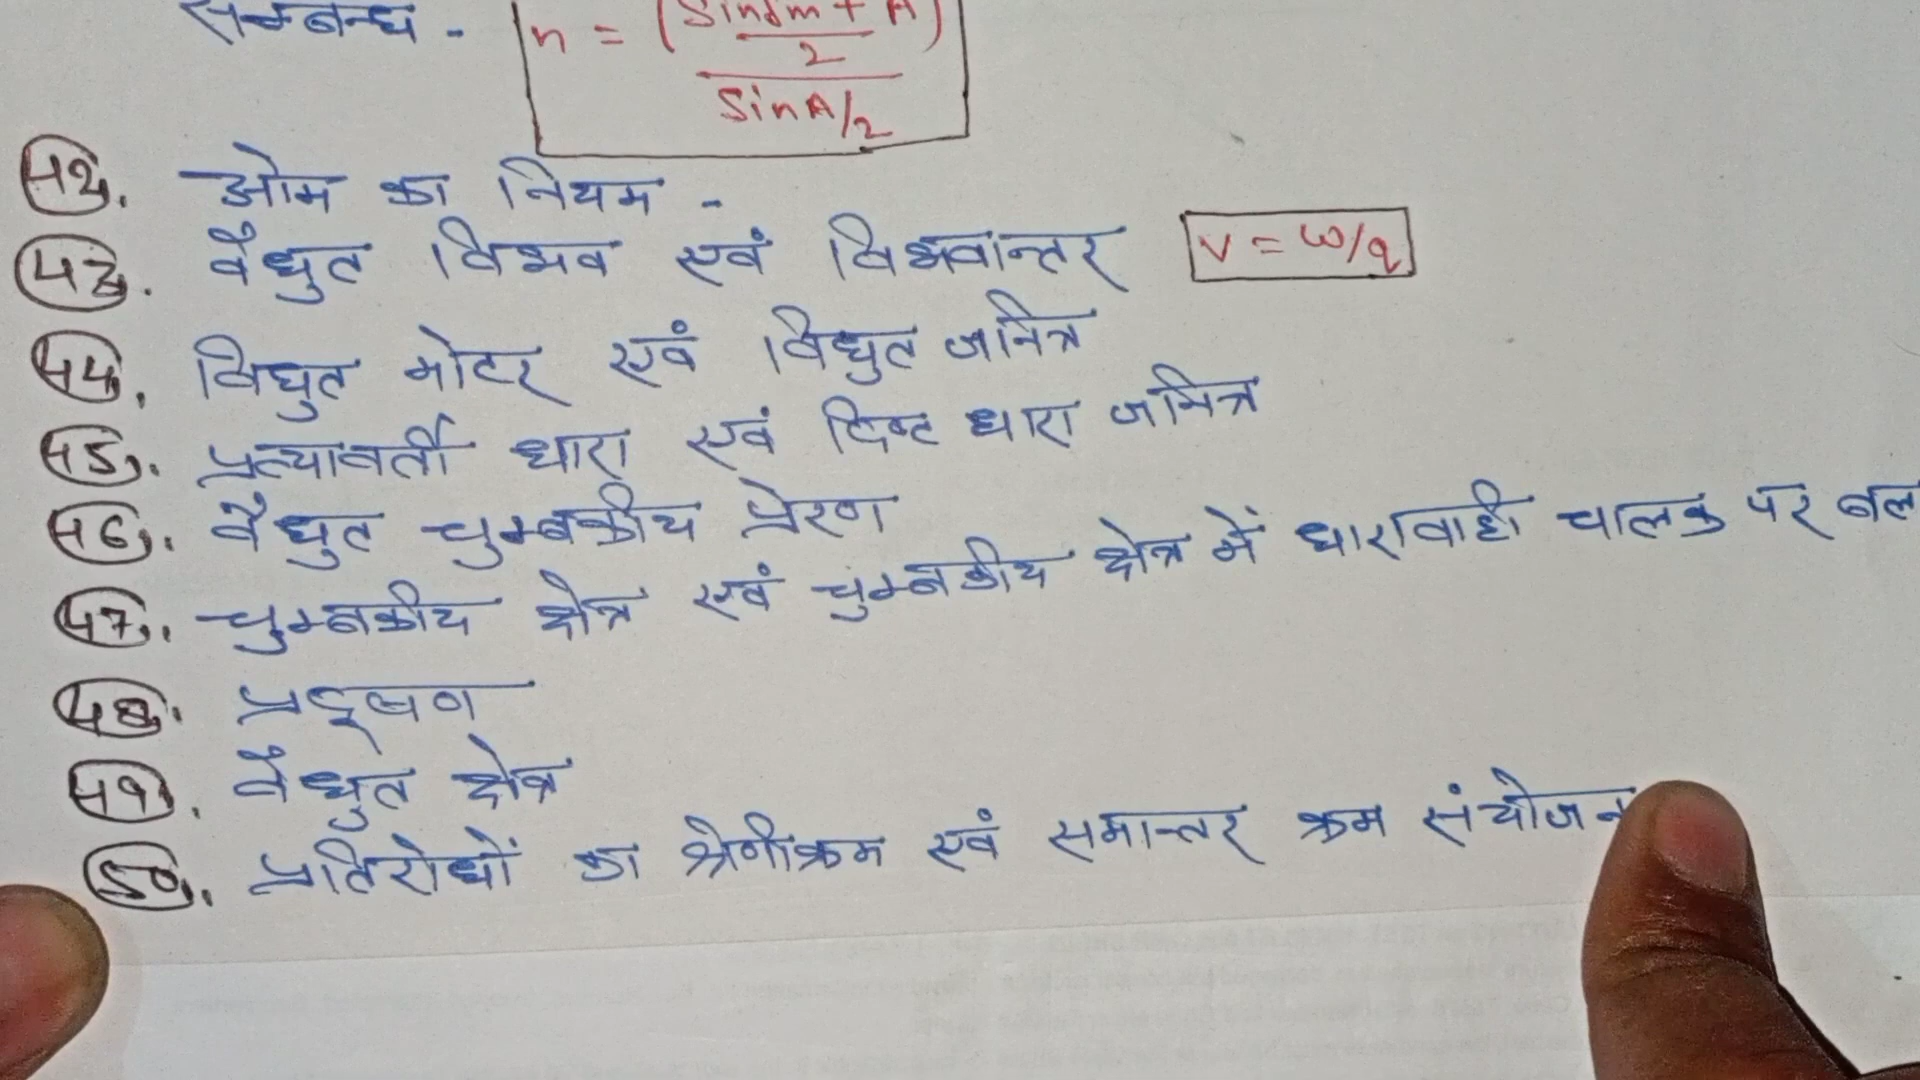 सम्बन्ध - n = (Sin δm + A) / 2
Sin A/2
42. ओम का नियम -
43. वैधुत विभव एवं विभवान्तर V = W/q
44. विधुत मोटर एवं विधुत जनित्र
45. प्रत्यावर्ती धारा एवं दिष्ट धारा जनित्र
46. वैधुत चुम्बकीय प्रेरण
47. चुम्बकीय क्षेत्र एवं चुम्बकीय क्षेत्र में धारावाही चालक पर बल
48. प्रदूषण
49. वैधुत क्षेत्र
50. प्रतिरोधों का श्रेणीक्रम एवं समान्तर क्रम संयोजन